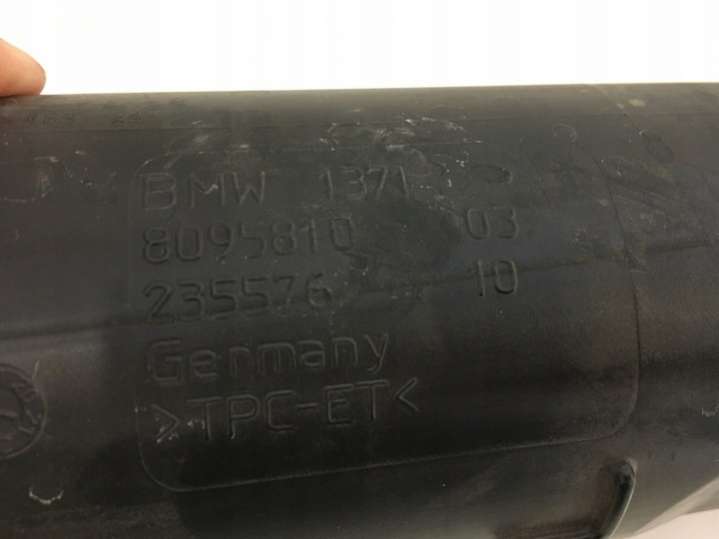 BMW 1371
8095810 03
235576 10
Germany
>TPC-ET<